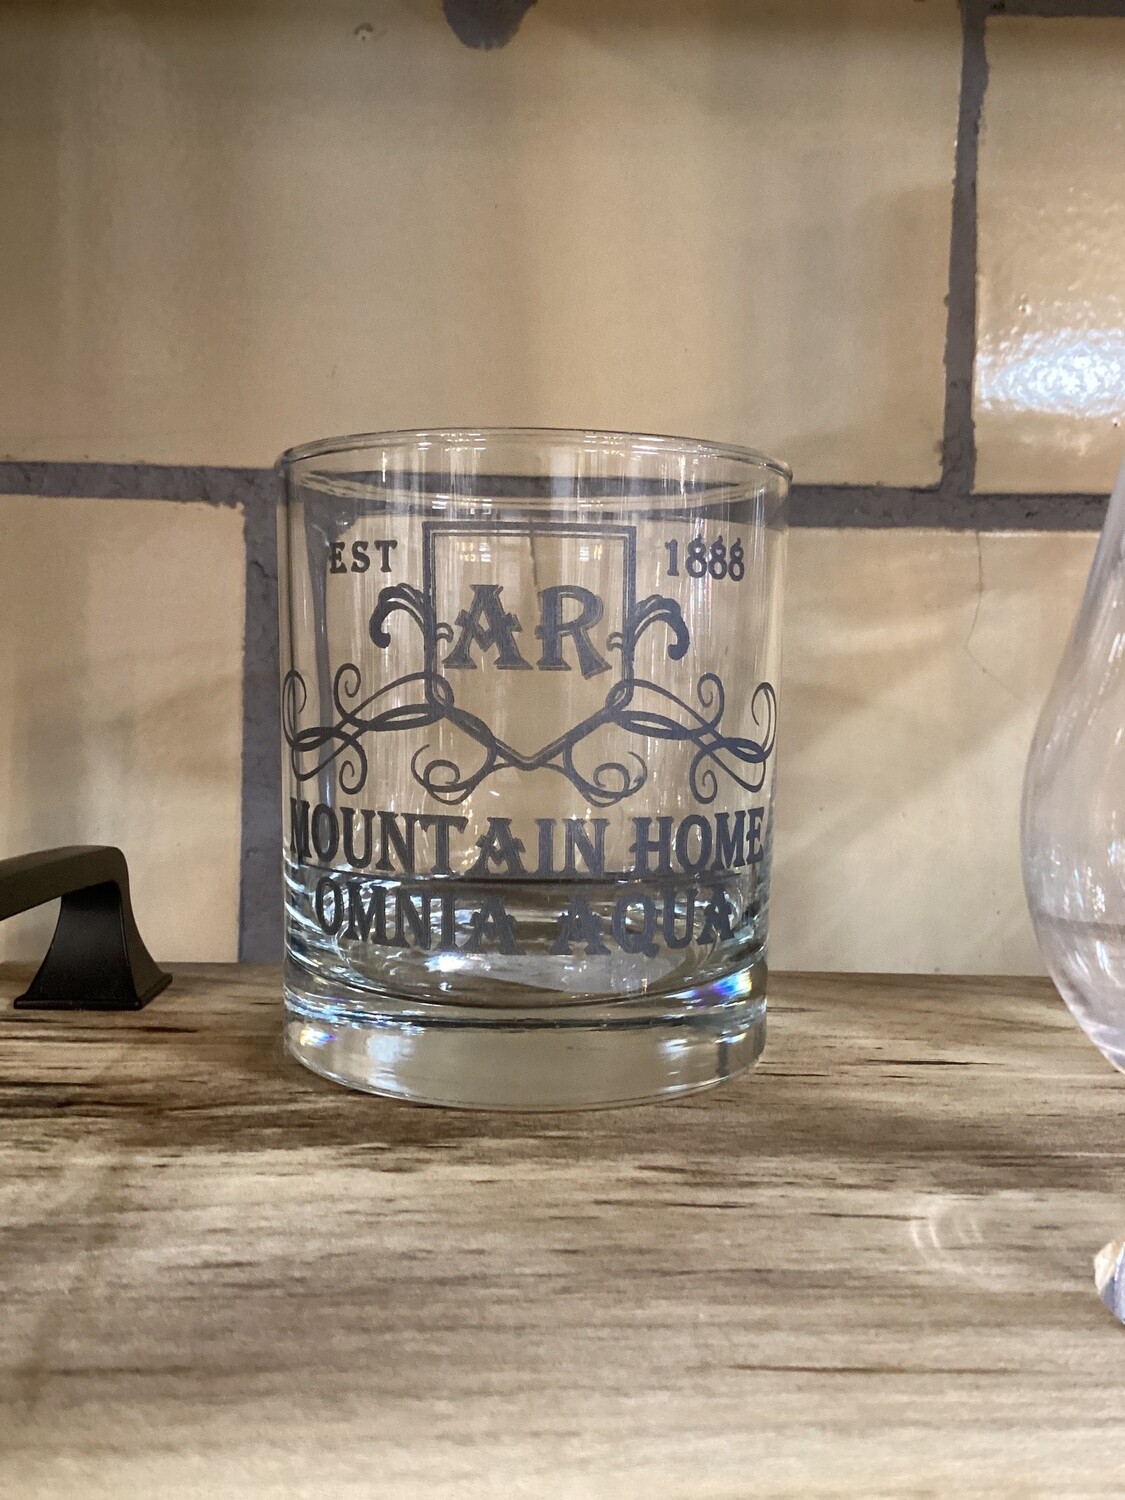 EST 1888
AR
MOUNTAIN HOME
OMNIA AQUA